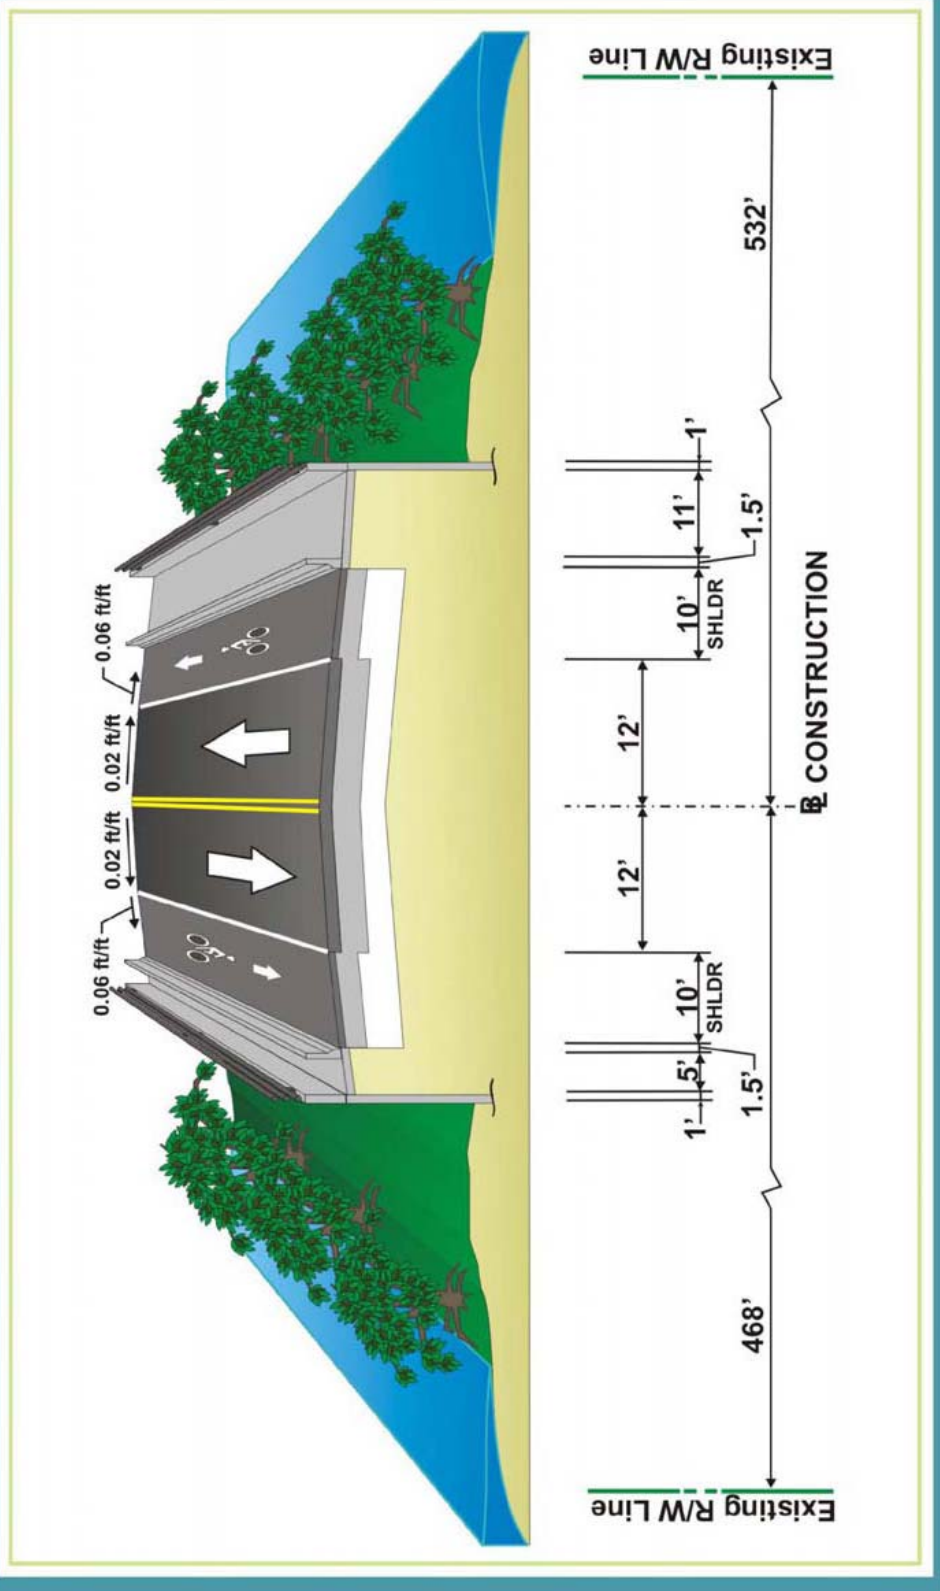 0.06 ft/ft
0.02 ft/ft
0.02 ft/ft
0.06 ft/ft
Existing R/W Line
Existing R/W Line
12’
12’
1’
5’
10’
SHLDR
10’
SHLDR
11’
1’
1.5’
1.5’
468’
532’
BL CONSTRUCTION